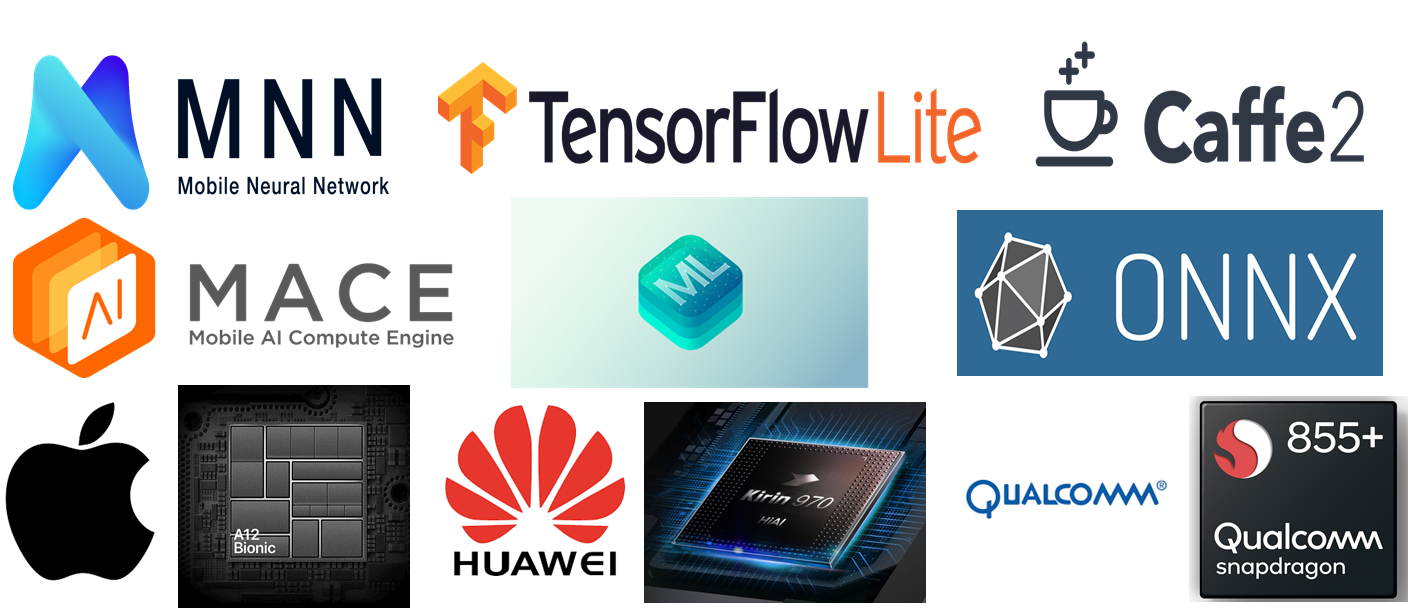 MNN
Mobile Neural Network
TensorFlow Lite
Caffe2
MACE
Mobile AI Compute Engine
AI
ML
ONNX
A12
Bionic
HUAWEI
Kirin 970
HiAI
QUALCOMM®
855+
Qualcomm
snapdragon